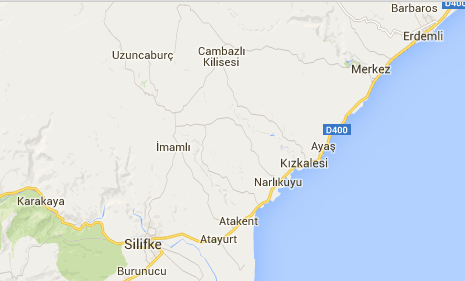 D400
Barbaros
Erdemli
Uzuncaburç
Cambazlı
Kilisesi
Merkez
D400
İmamlı
Ayaş
Kızkalesi
Narlıkuyu
Karakaya
Atakent
Silifke
Atayurt
Burunucu